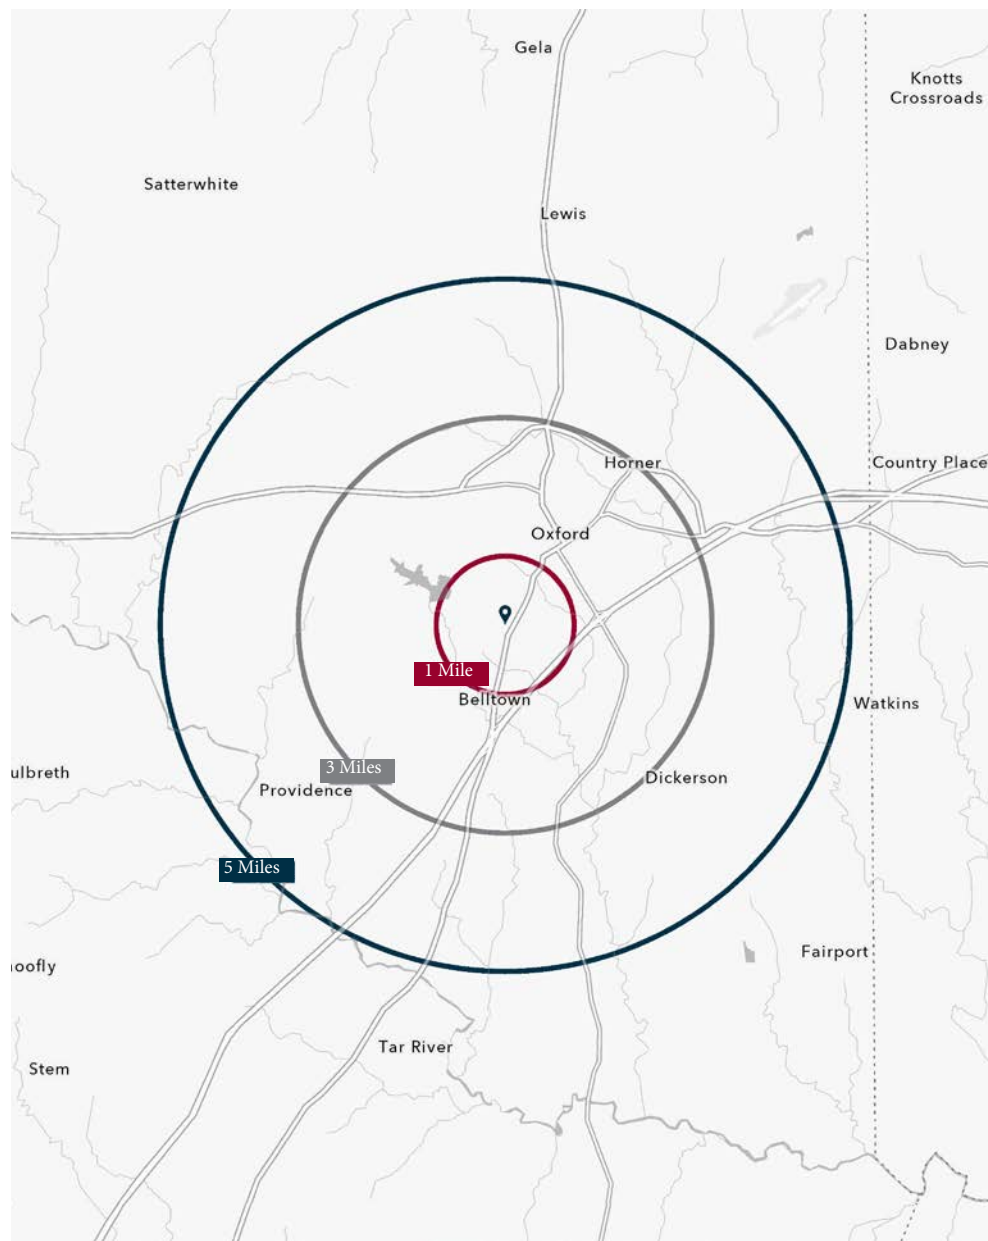 Gela
Knotts
Crossroads
Satterwhite
Lewis
Dabney
Horner
Country Place
Oxford
1 Mile
Belltown
Watkins
3 Miles
ulbreth
Dickerson
Providence
5 Miles
Fairport
oofly
Tar River
Stem